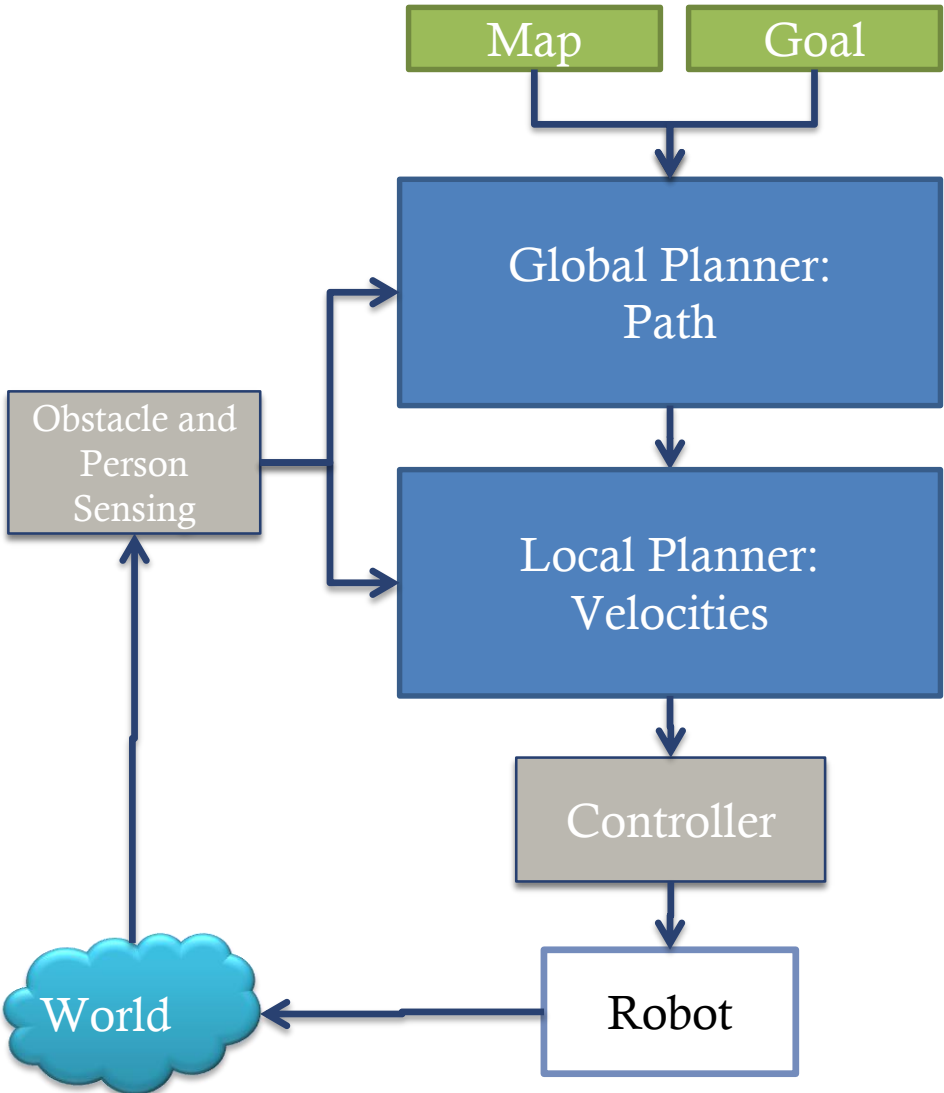 Map
Goal
Global Planner:
Path
Obstacle and
Person
Sensing
Local Planner:
Velocities
Controller
World
Robot